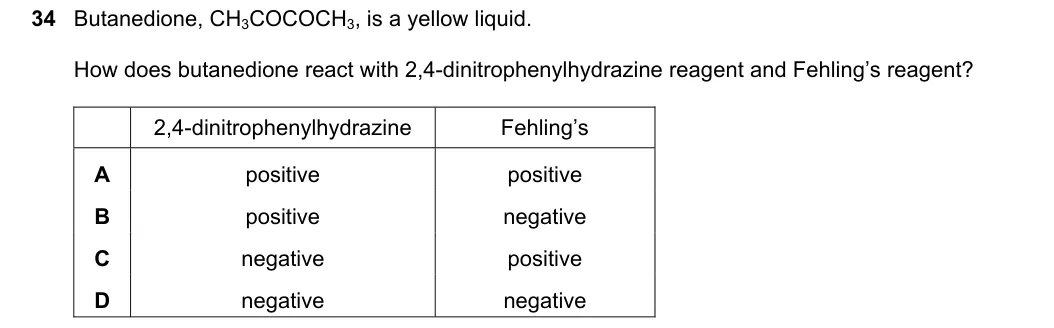 34 Butanedione, CH₃COCOCH₃, is a yellow liquid.
How does butanedione react with 2,4-dinitrophenylhydrazine reagent and Fehling’s reagent?
2,4-dinitrophenylhydrazine Fehling’s
A positive positive
B positive negative
C negative positive
D negative negative